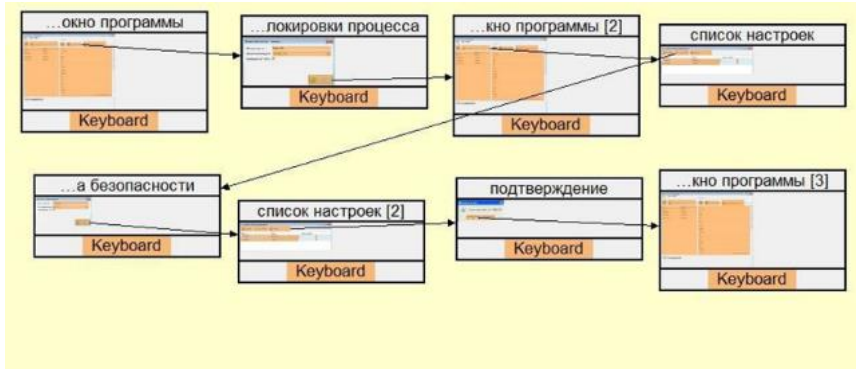 ...окно программы
...локировки процесса
...кно программы [2]
список настроек
Keyboard
Keyboard
Keyboard
Keyboard
...а безопасности
список настроек [2]
подтверждение
...кно программы [3]
Keyboard
Keyboard
Keyboard
Keyboard